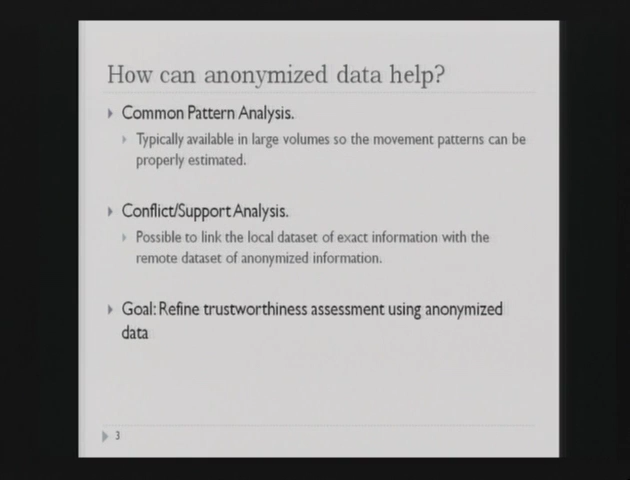 How can anonymized data help?
Common Pattern Analysis.
Typically available in large volumes so the movement patterns can be
properly estimated.
Conflict/Support Analysis.
Possible to link the local dataset of exact information with the
remote dataset of anonymized information.
Goal: Refine trustworthiness assessment using anonymized
data
3